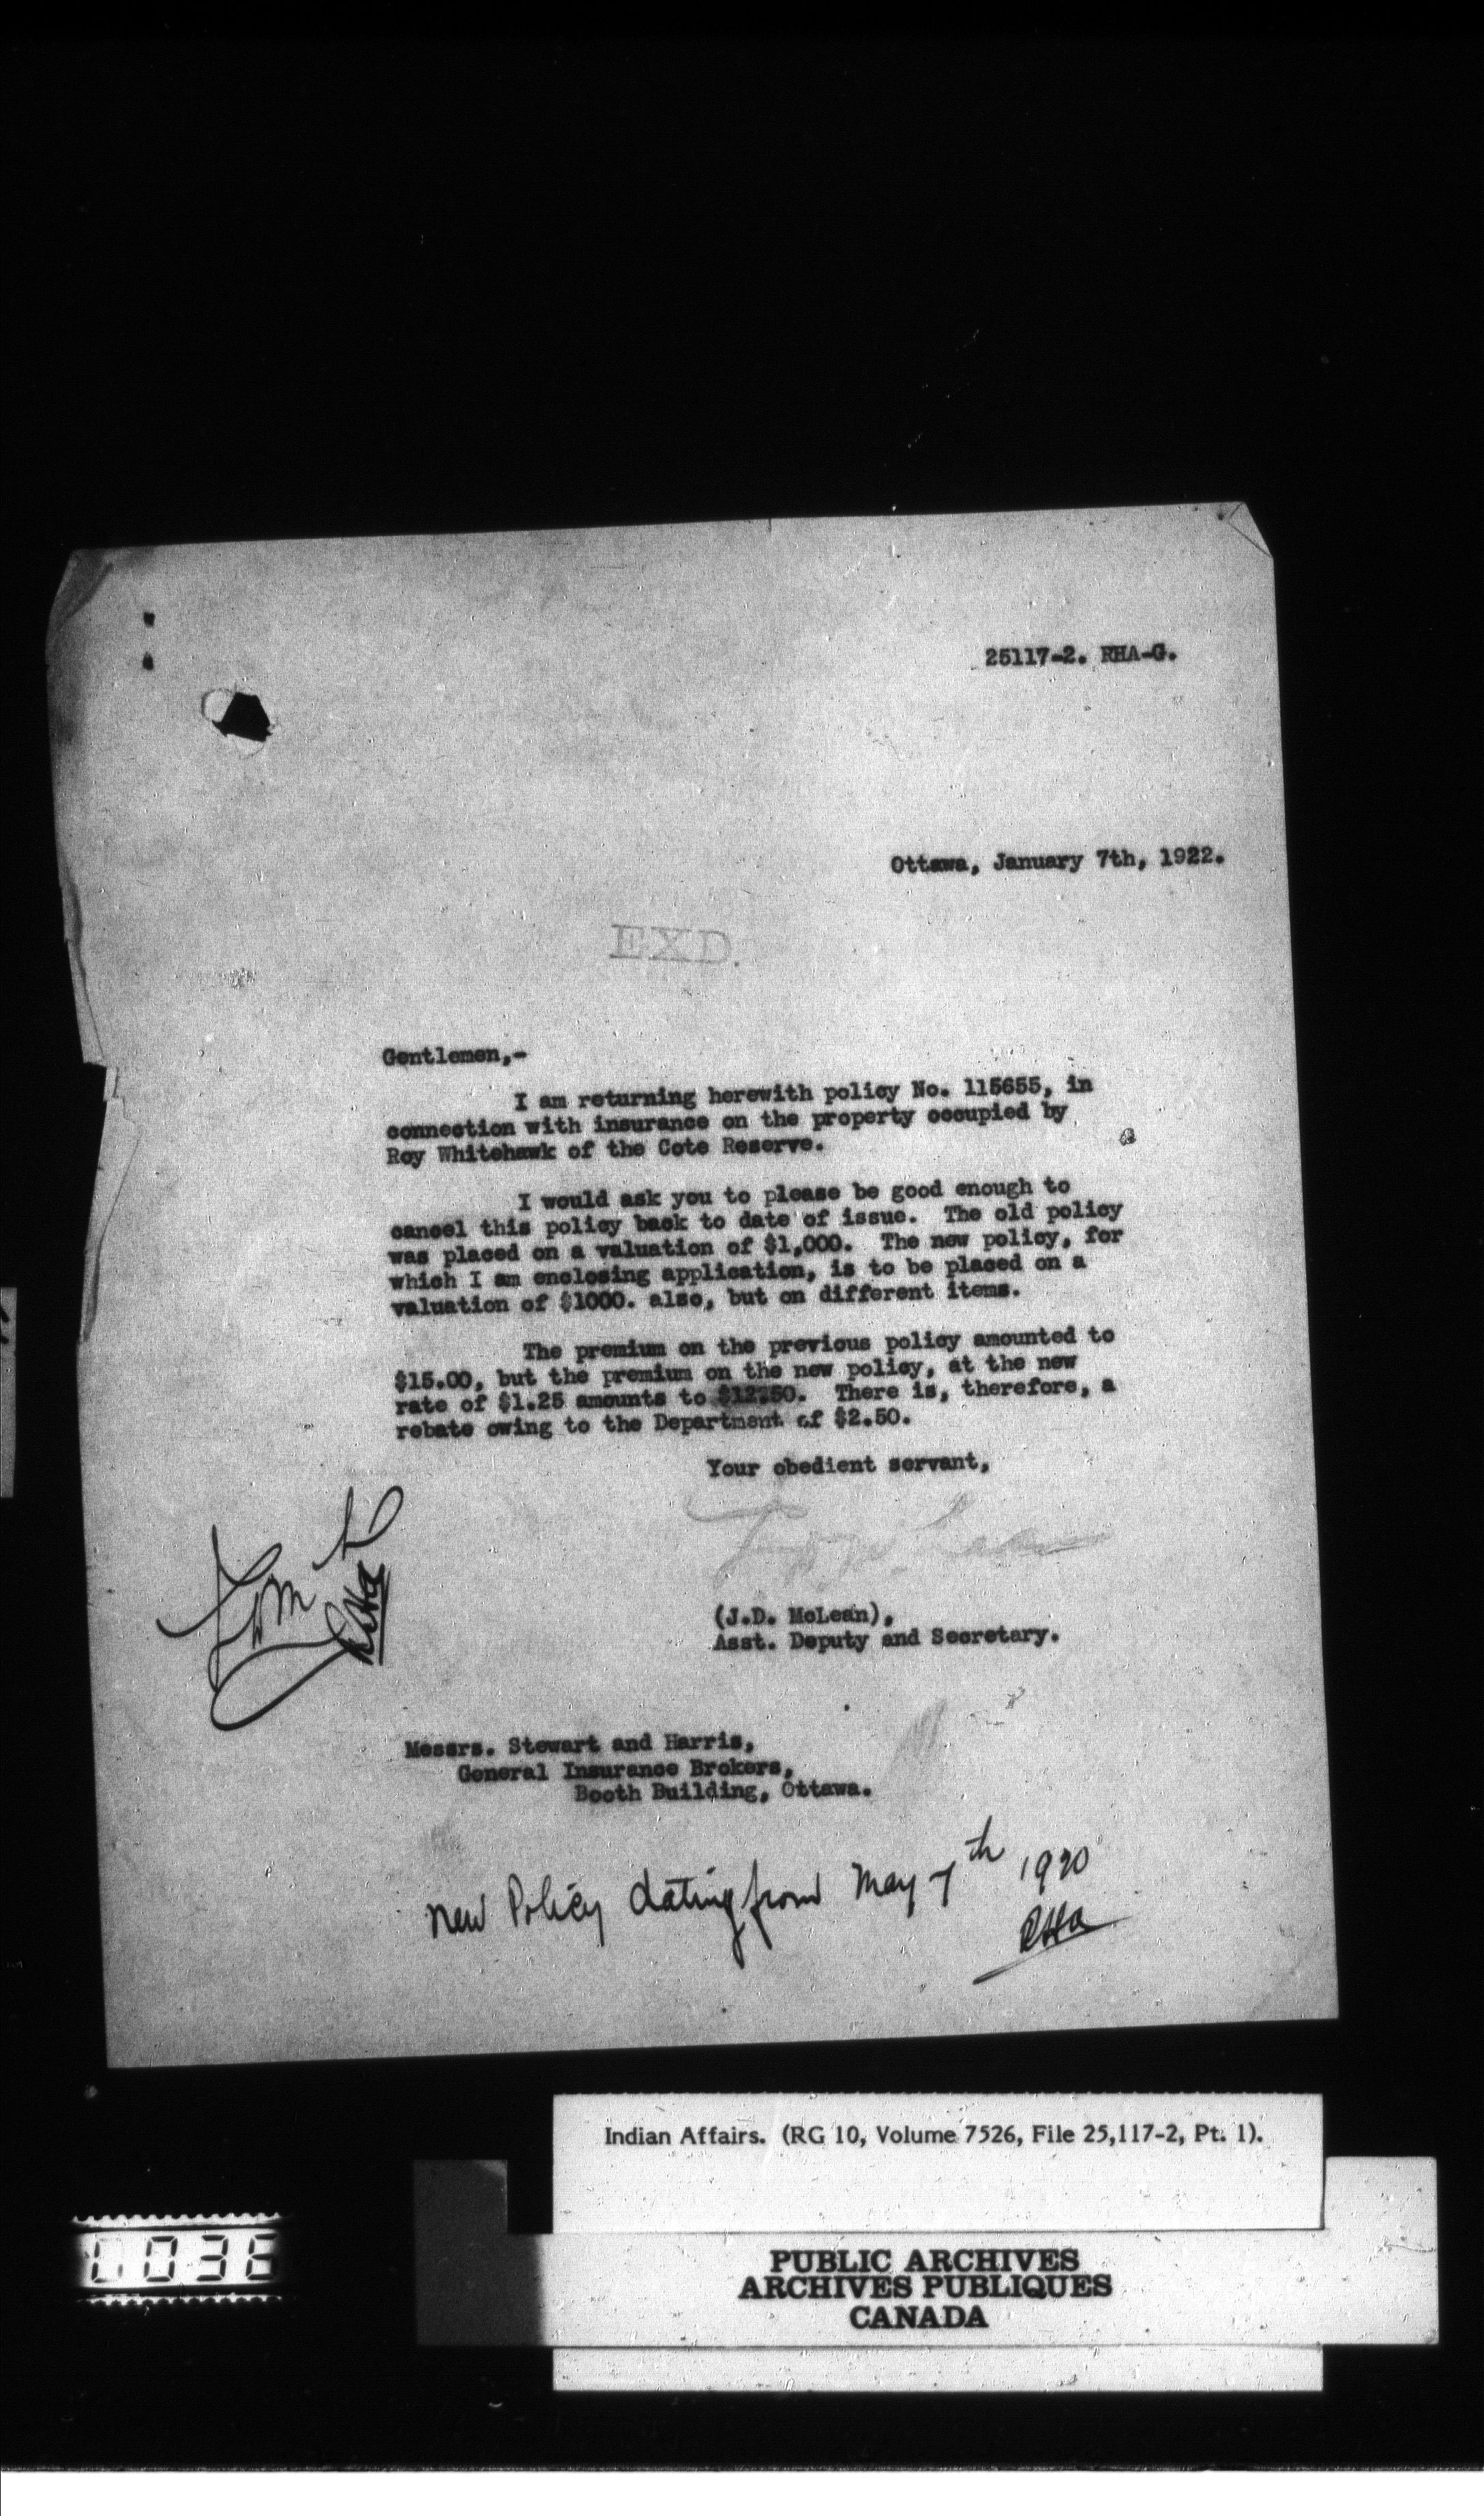 25117-2. RHA-G.
Ottawa, January 7th, 1922.
EXD.
Gentlemen,-
I am returning herewith policy No. 115655, in
connection with insurance on the property occupied by
Roy Whitehawk of the Cote Reserve.
I would ask you to please be good enough to
cancel this policy back to date of issue. The old policy
was placed on a valuation of $1,000. The new policy, for
which I am enclosing application, is to be placed on a
valuation of $1000. also, but on different items.
The premium on the previous policy amounted to
$15.00, but the premium on the new policy, at the new
rate of $1.25 amounts to $12.50. There is, therefore, a
rebate owing to the Department of $2.50.
Your obedient servant,
(J.D. McLean),
Asst. Deputy and Secretary.
RHA
Messrs. Stewart and Harris,
General Insurance Brokers,
Booth Building, Ottawa.
New Policy dating from May 7th 1920
RHA
Indian Affairs. (RG 10, Volume 7526, File 25,117-2, Pt. 1).
PUBLIC ARCHIVES
ARCHIVES PUBLIQUES
CANADA